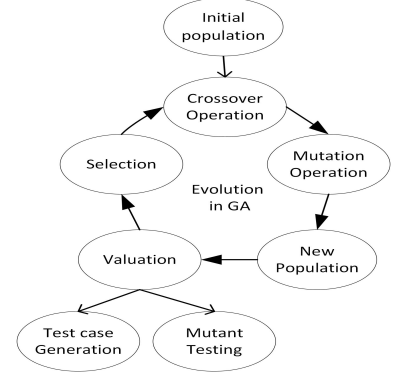 Initial
population
Crossover
Operation
Selection
Mutation
Operation
Evolution
in GA
Valuation
New
Population
Test case
Generation
Mutant
Testing